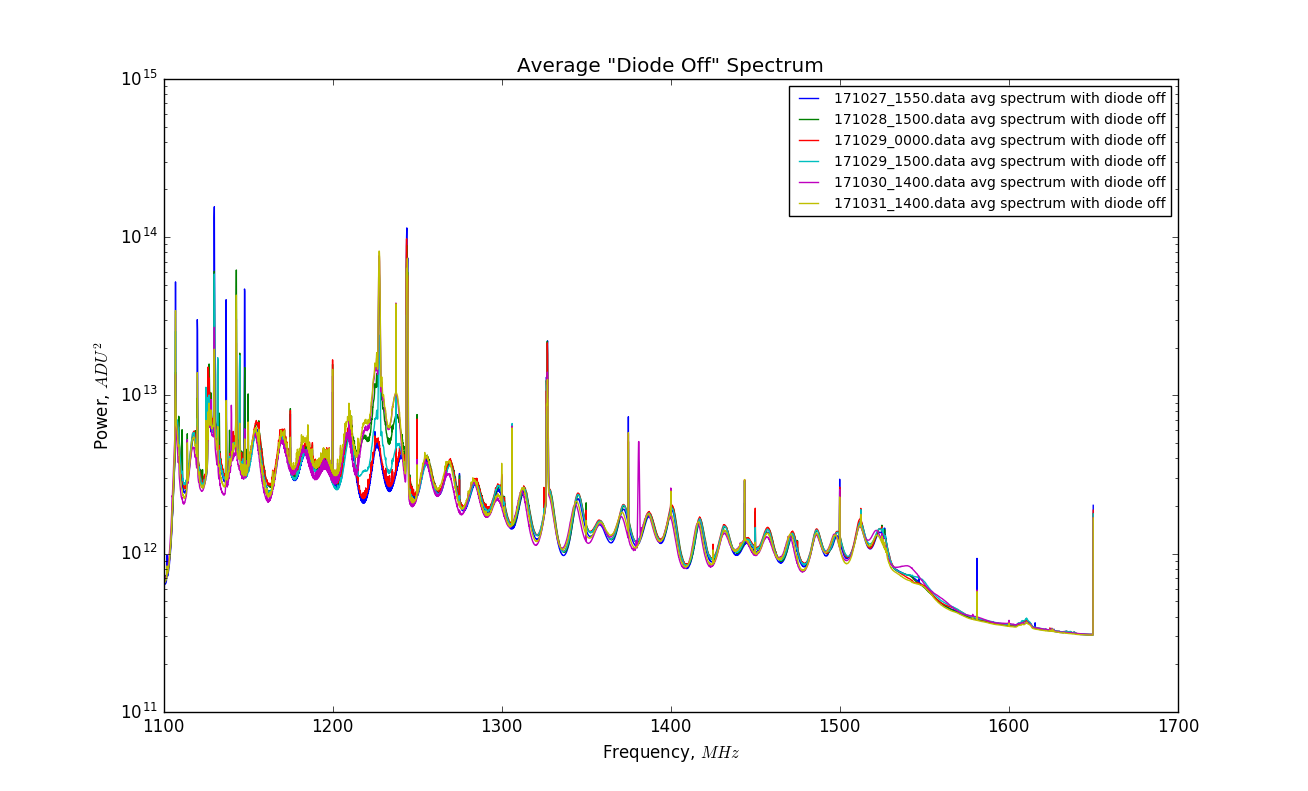 Average "Diode Off" Spectrum
10^15
171027_1550.data avg spectrum with diode off
171028_1500.data avg spectrum with diode off
171029_0000.data avg spectrum with diode off
171029_1500.data avg spectrum with diode off
171030_1400.data avg spectrum with diode off
171031_1400.data avg spectrum with diode off
10^14
10^13
10^12
10^11
Power, ADU^2
1100 1200 1300 1400 1500 1600 1700
Frequency, MHz